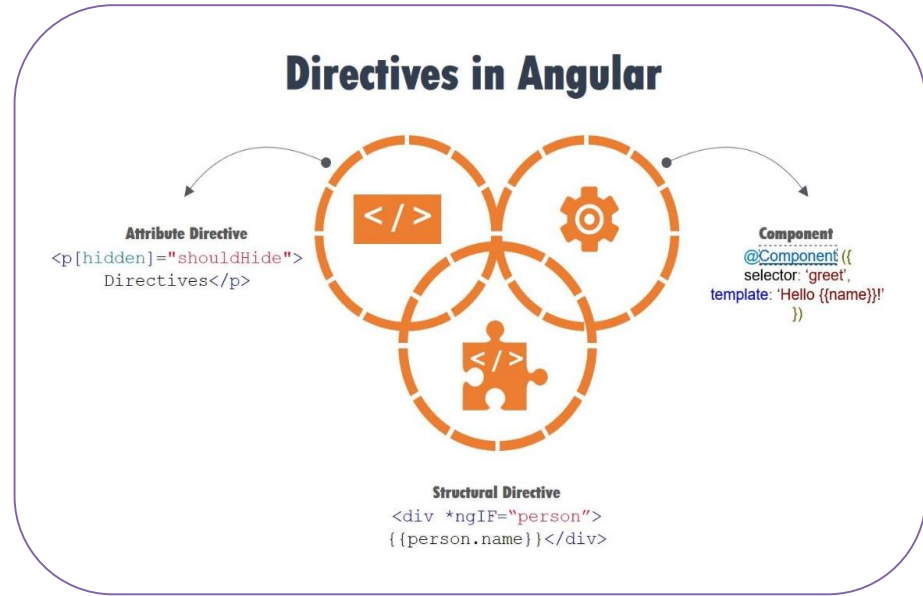 Directives in Angular
</>
Attribute Directive
<p[hidden]="shouldHide">
Directives</p>
Component
@Component ({
selector: ‘greet’,
template: ‘Hello {{name}}!’
})
</>
Structural Directive
<div *ngIF=“person”>
{{person.name}}</div>